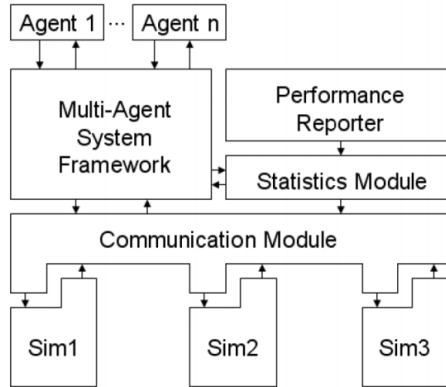 Agent 1 ... Agent n
Multi-Agent
System
Framework
Performance
Reporter
Statistics Module
Communication Module
Sim1
Sim2
Sim3